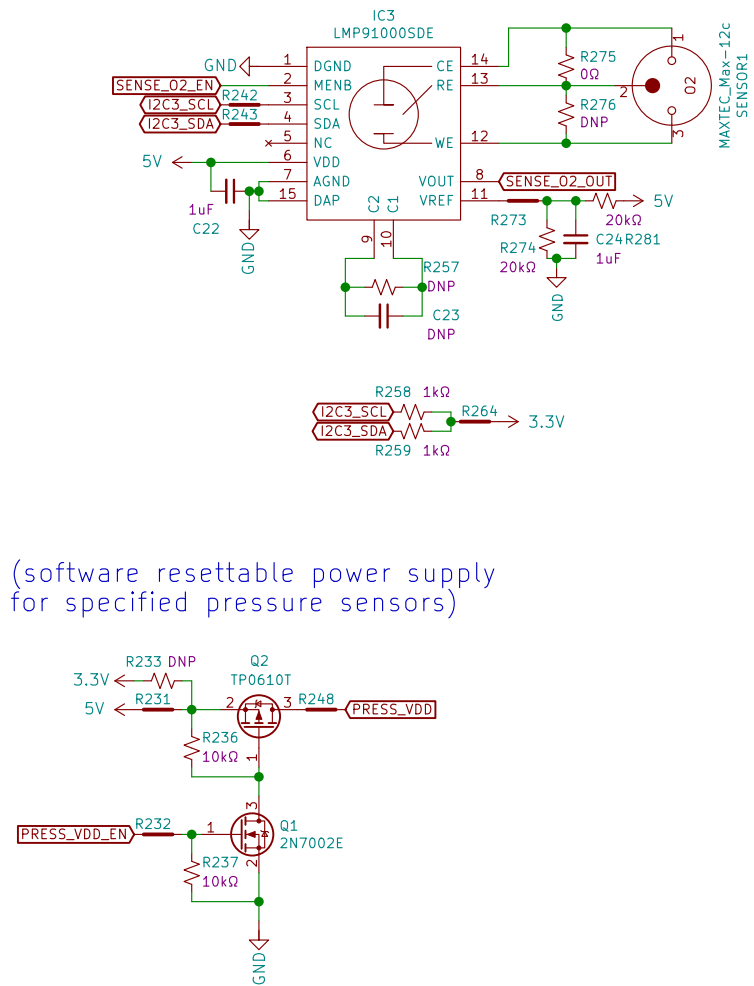 IC3
LMP91000SDE
GND
1
DGND
CE
14
SENSE_O2_EN
2
MENB
RE
13
I2C3_SCL
R242
3
SCL
I2C3_SDA
R243
4
SDA
5
NC
WE
12
5V
6
VDD
7
AGND
VOUT
8
SENSE_O2_OUT
15
DAP
VREF
11
5V
1uF
C22
GND
C2
C1
9
10
R275
0Ω
R276
DNP
1
2
3
O2
MAXTEC_Max-12c
SENSOR1
R273
20kΩ
R274
20kΩ
C24
R281
1uF
GND
R257
DNP
C23
DNP
R258
1kΩ
I2C3_SCL
R264
3.3V
I2C3_SDA
R259
1kΩ
(software resettable power supply
for specified pressure sensors)
R233
DNP
Q2
TP0610T
3.3V
R231
5V
2
3
R248
PRESS_VDD
R236
10kΩ
1
3
PRESS_VDD_EN
R232
1
Q1
2N7002E
R237
10kΩ
2
GND